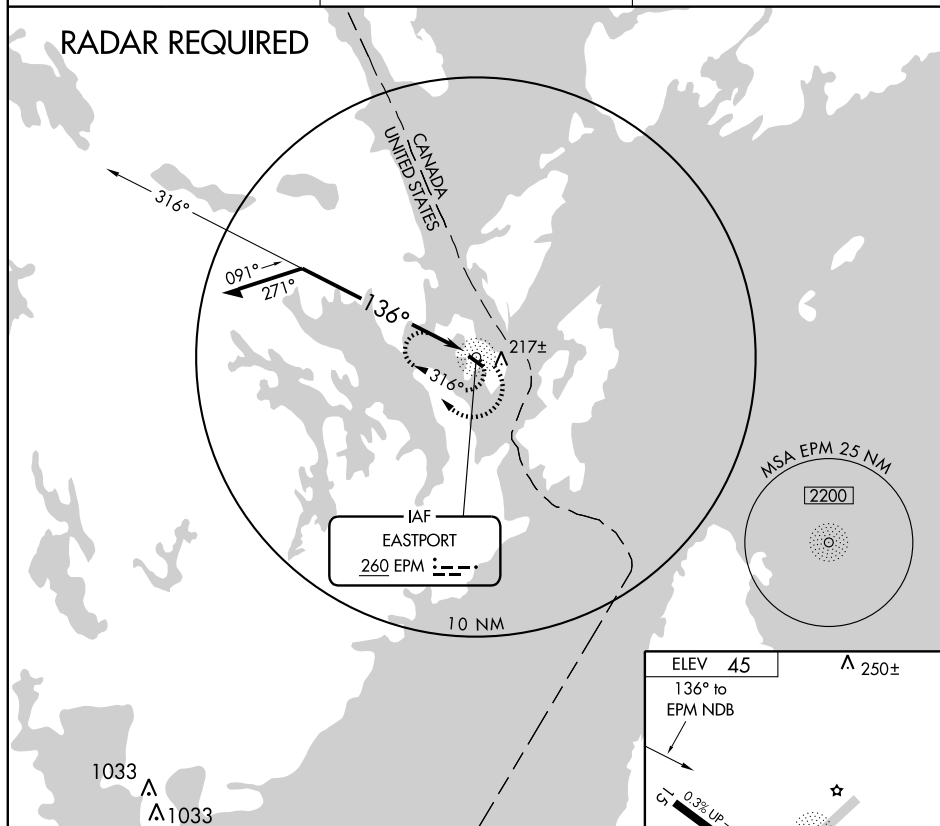 RADAR REQUIRED
CANADA
UNITED STATES
316°
091°
271°
136°
217±
316°
MSA EPM 25 NM
2200
IAF
EASTPORT
260 EPM
10 NM
ELEV 45
250±
136° to
EPM NDB
1033
1033
15
0.3% UP